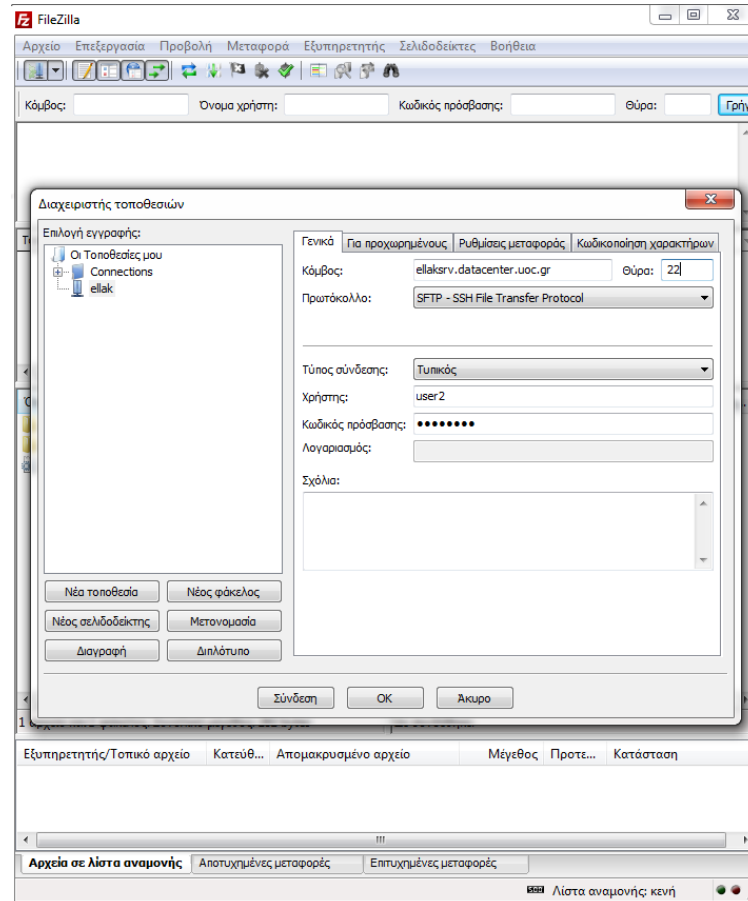 FileZilla
Αρχείο Επεξεργασία Προβολή Μεταφορά Εξυπηρετητής Σελιδοδείκτες Βοήθεια
Κόμβος: Όνομα χρήστη: Κωδικός πρόσβασης: Θύρα:
Διαχειριστής τοποθεσιών
Επιλογή εγγραφής:
Οι Τοποθεσίες μου
Connections
ellak
Γενικά Για προχωρημένους Ρυθμίσεις μεταφοράς Κωδικοποίηση χαρακτήρων
Κόμβος: ellaksrv.datacenter.uoc.gr Θύρα: 22
Πρωτόκολλο: SFTP - SSH File Transfer Protocol
Τύπος σύνδεσης: Τυπικός
Χρήστης: user2
Κωδικός πρόσβασης: ●●●●●●●●
Λογαριασμός:
Σχόλια:
Νέα τοποθεσία Νέος φάκελος
Νέος σελιδοδείκτης Μετονομασία
Διαγραφή Διπλότυπο
Σύνδεση OK Άκυρο
Εξυπηρετητής/Τοπικό αρχείο Κατεύθ... Απομακρυσμένο αρχείο Μέγεθος Προτε... Κατάσταση
Αρχεία σε λίστα αναμονής Αποτυχημένες μεταφορές Επιτυχημένες μεταφορές
Λίστα αναμονής: κενή